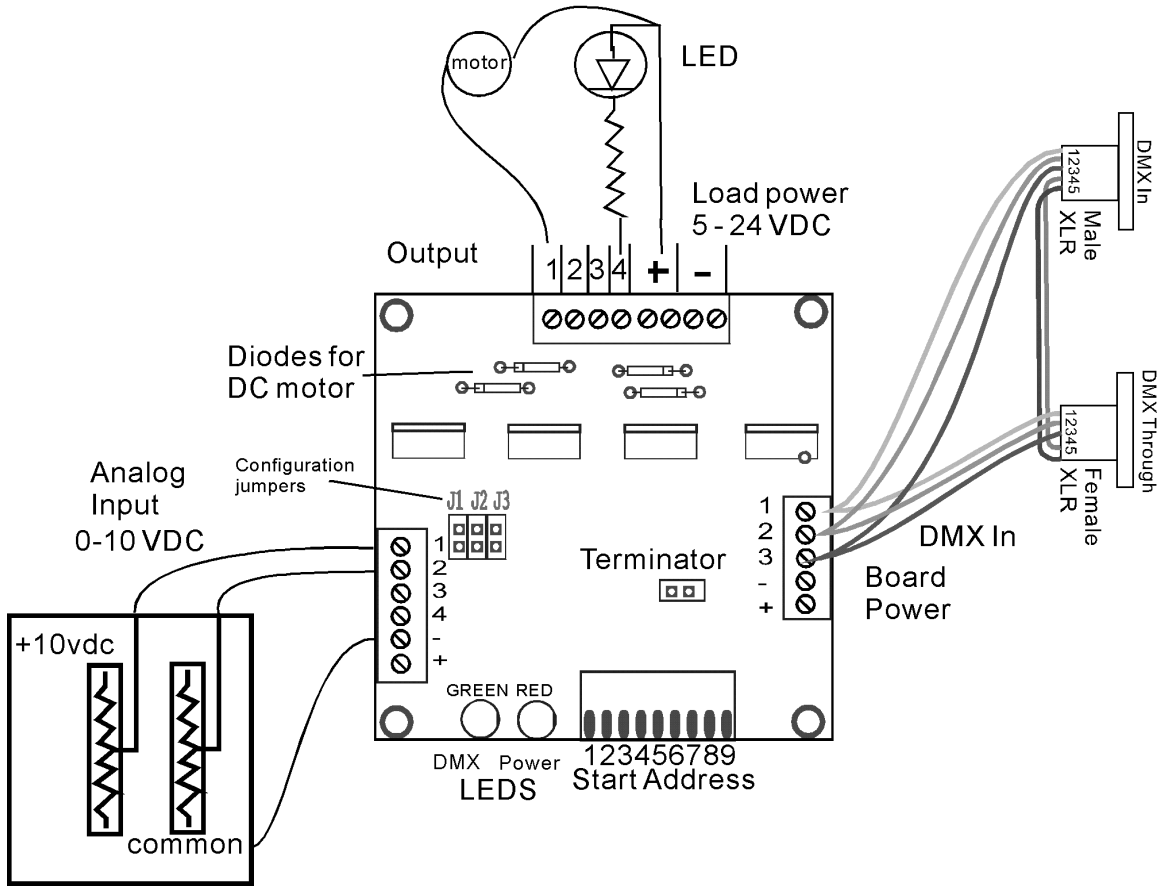 motor
LED
Load power
5 - 24 VDC
Output
1 2 3 4 + -
Diodes for
DC motor
Configuration
jumpers
J1 J2 J3
Analog
Input
0-10 VDC
1
2
3
4
-
+
+10vdc
common
Terminator
1
2
3
-
+
DMX In
Board
Power
GREEN RED
DMX Power
LEDS
123456789
Start Address
12345
Male
XLR
DMX In
12345
Female
XLR
DMX Through